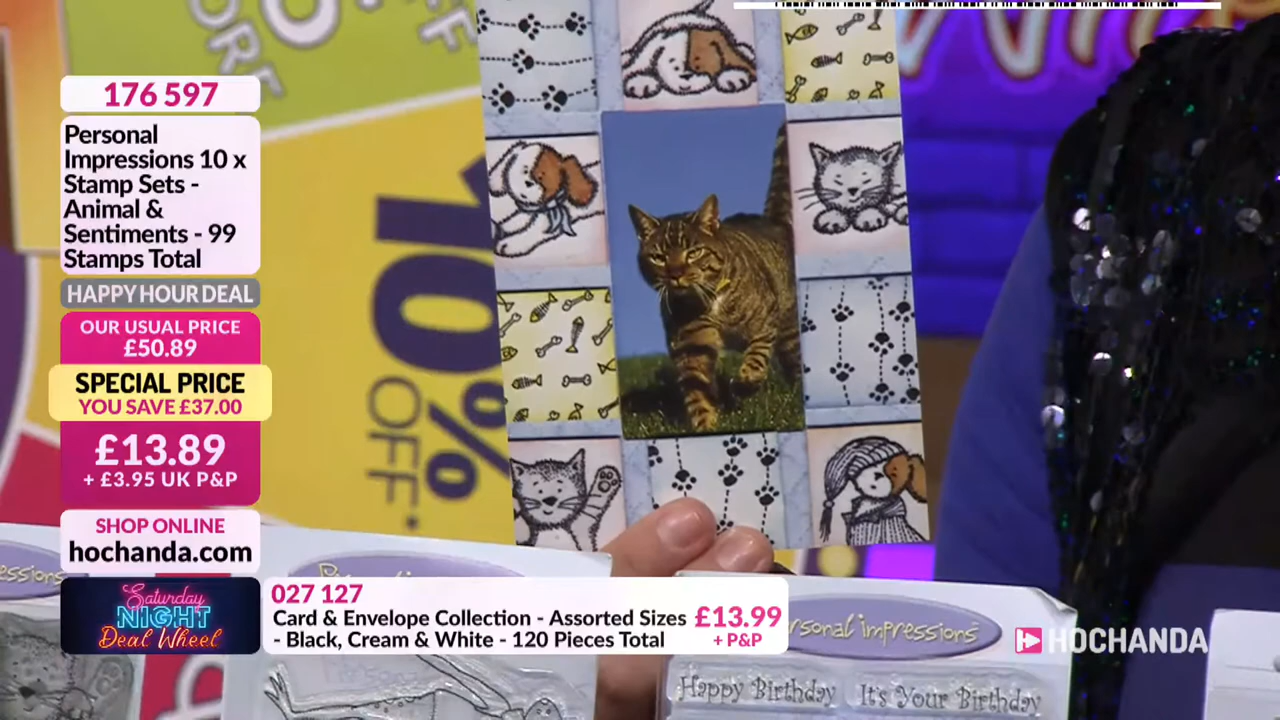 176 597
Personal
Impressions 10 x
Stamp Sets -
Animal &
Sentiments - 99
Stamps Total
HAPPY HOUR DEAL
OUR USUAL PRICE
£50.89
SPECIAL PRICE
YOU SAVE £37.00
£13.89
+ £3.95 UK P&P
SHOP ONLINE
hochanda.com
Saturday
NIGHT
Deal Wheel
027 127
Card & Envelope Collection - Assorted Sizes
- Black, Cream & White - 120 Pieces Total
£13.99
+ P&P
10%
OFF*
OFF
personal impressions
Happy Birthday
It's Your Birthday
HOCHANDA